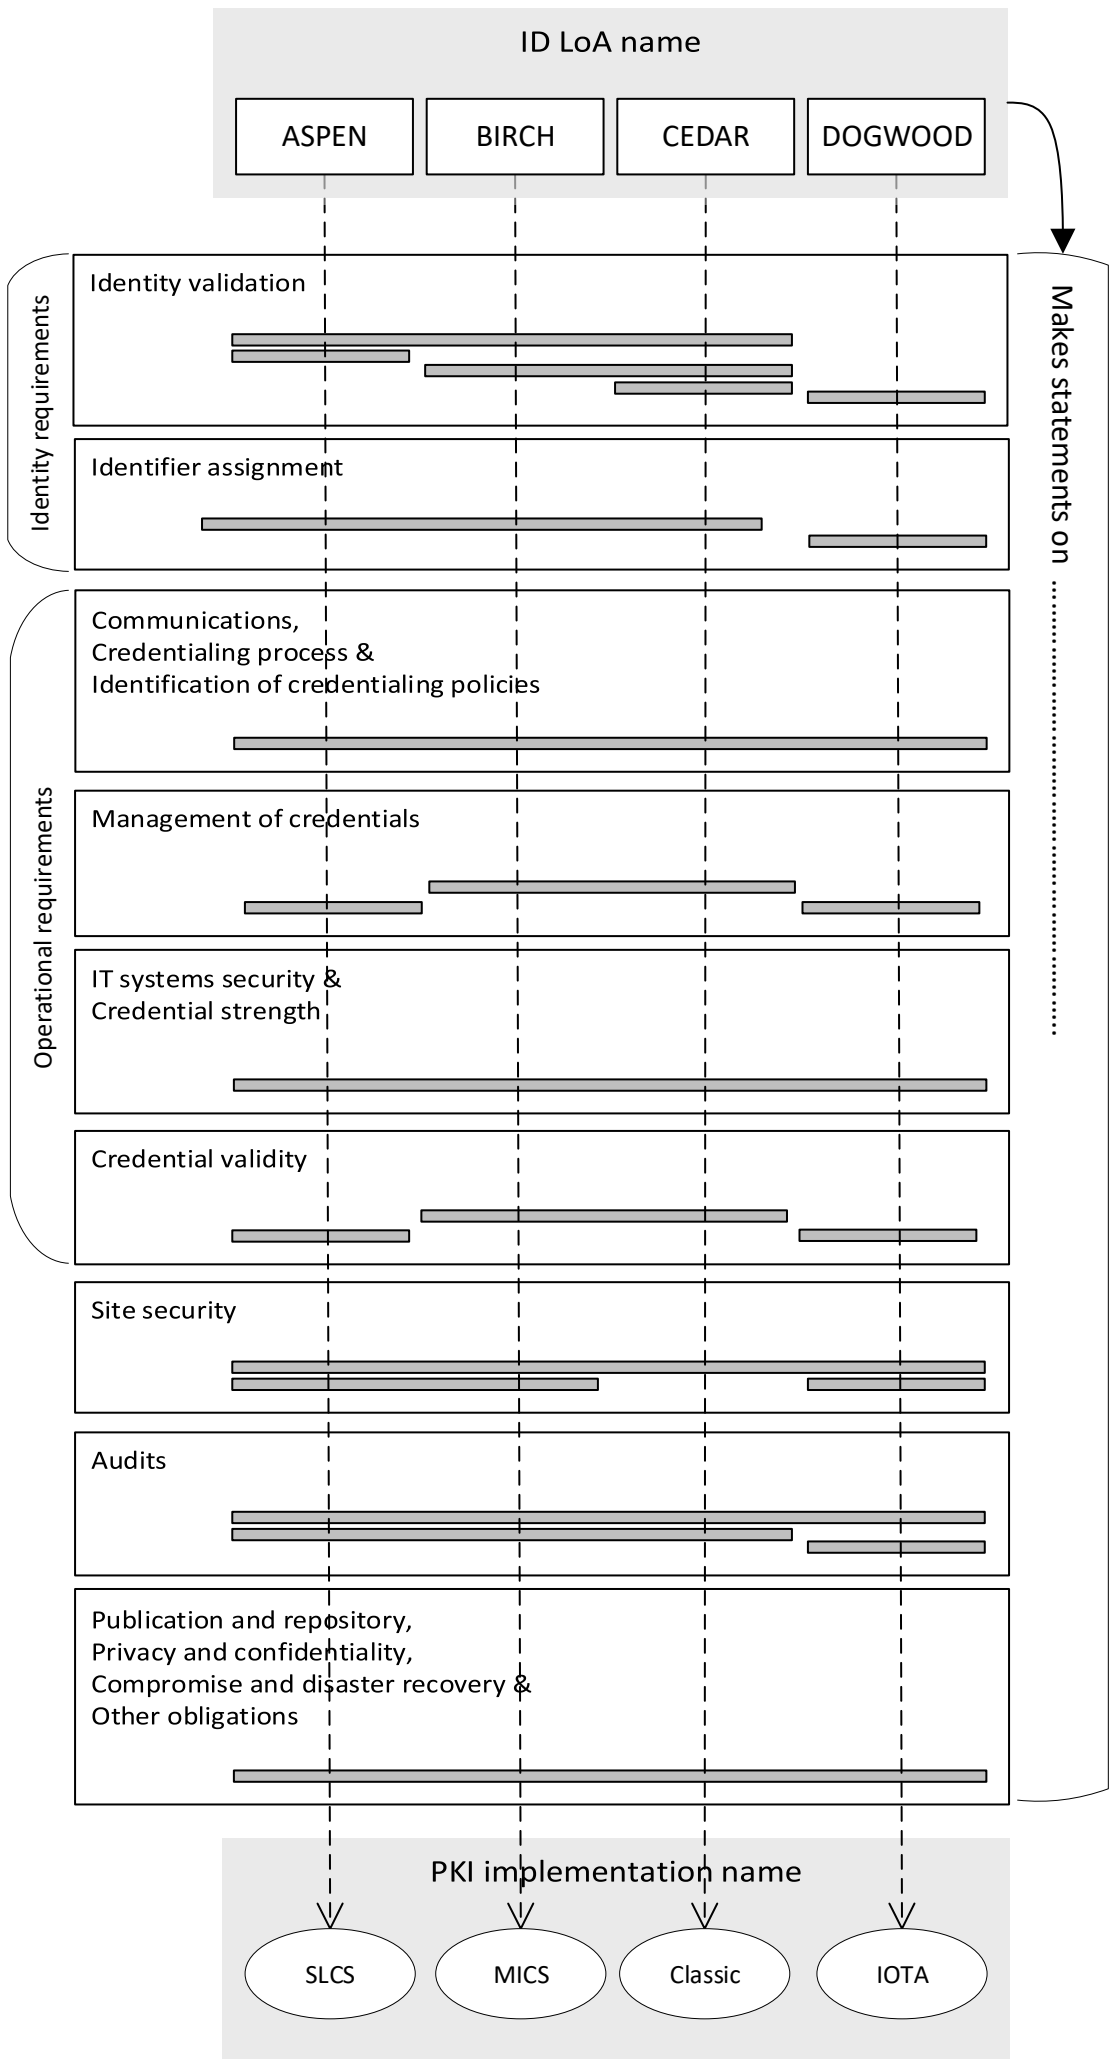 ID LoA name
ASPEN
BIRCH
CEDAR
DOGWOOD
Makes statements on
Identity requirements
Identity validation
Identifier assignment
Operational requirements
Communications,
Credentialing process &
Identification of credentialing policies
Management of credentials
IT systems security &
Credential strength
Credential validity
Site security
Audits
Publication and repository,
Privacy and confidentiality,
Compromise and disaster recovery &
Other obligations
PKI implementation name
SLCS
MICS
Classic
IOTA